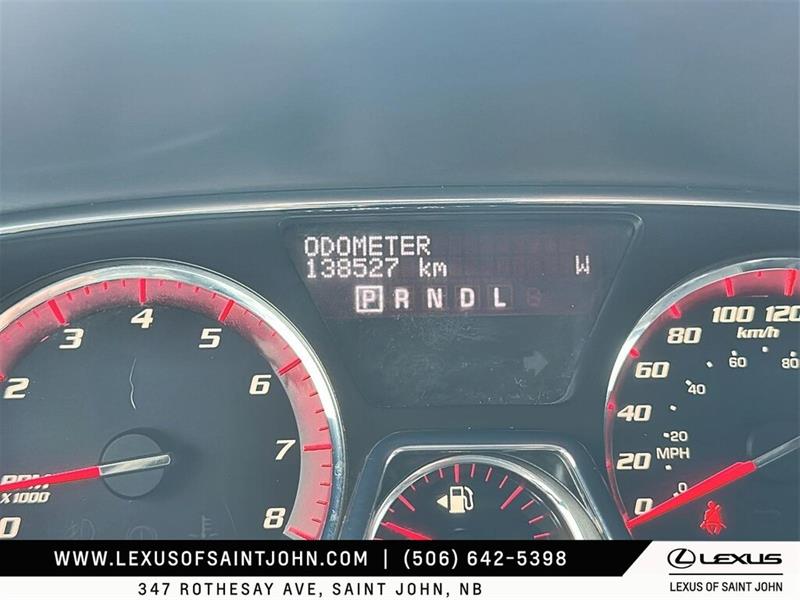 ODOMETER
138527 km W
P R N D L
2 3 4 5 6 7 8
RPM
X1000
0
0 20 40 60 80 100 120
km/h
0 20 40 60 80
MPH
WWW.LEXUSOFSAINTJOHN.COM | (506) 642-5398
347 ROTHESAY AVE, SAINT JOHN, NB
LEXUS
LEXUS OF SAINT JOHN